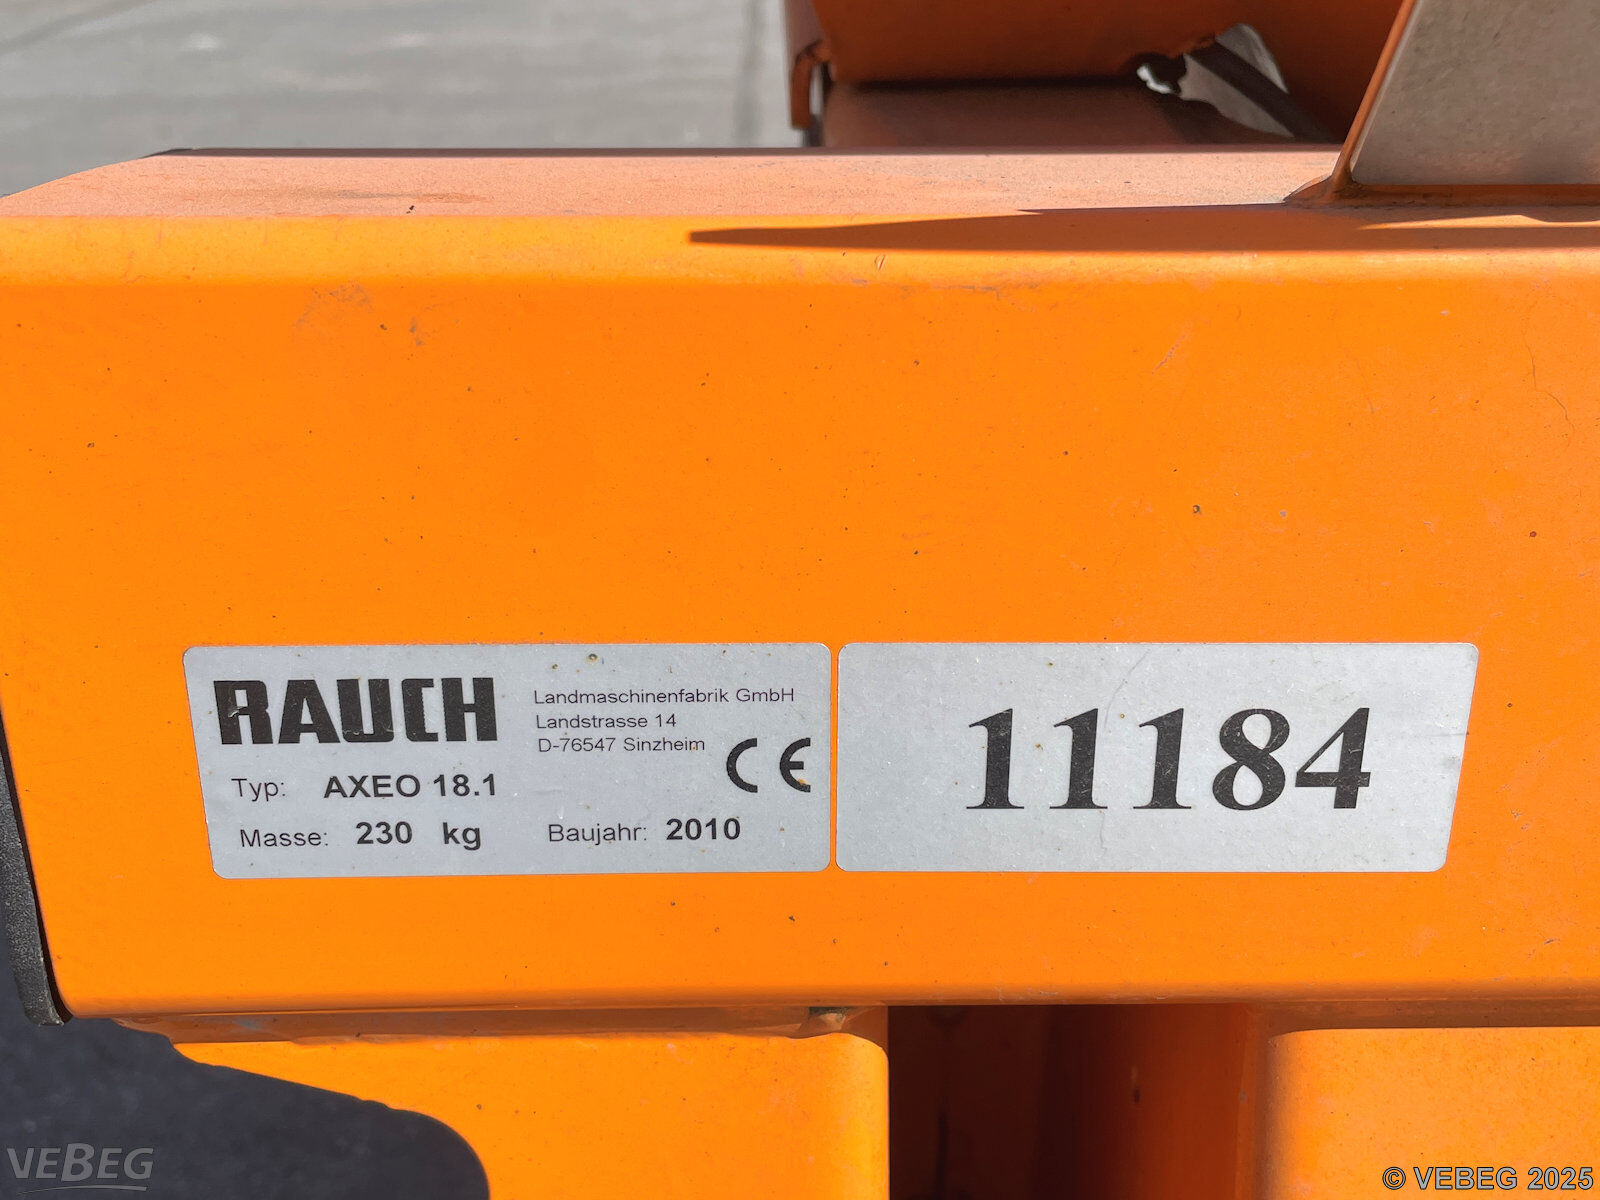 RAUCH
Landmaschinenfabrik GmbH
Landstrasse 14
D-76547 Sinzheim
CE
Typ: AXEO 18.1
Masse: 230 kg Baujahr: 2010
11184
VEBEG
© VEBEG 2025